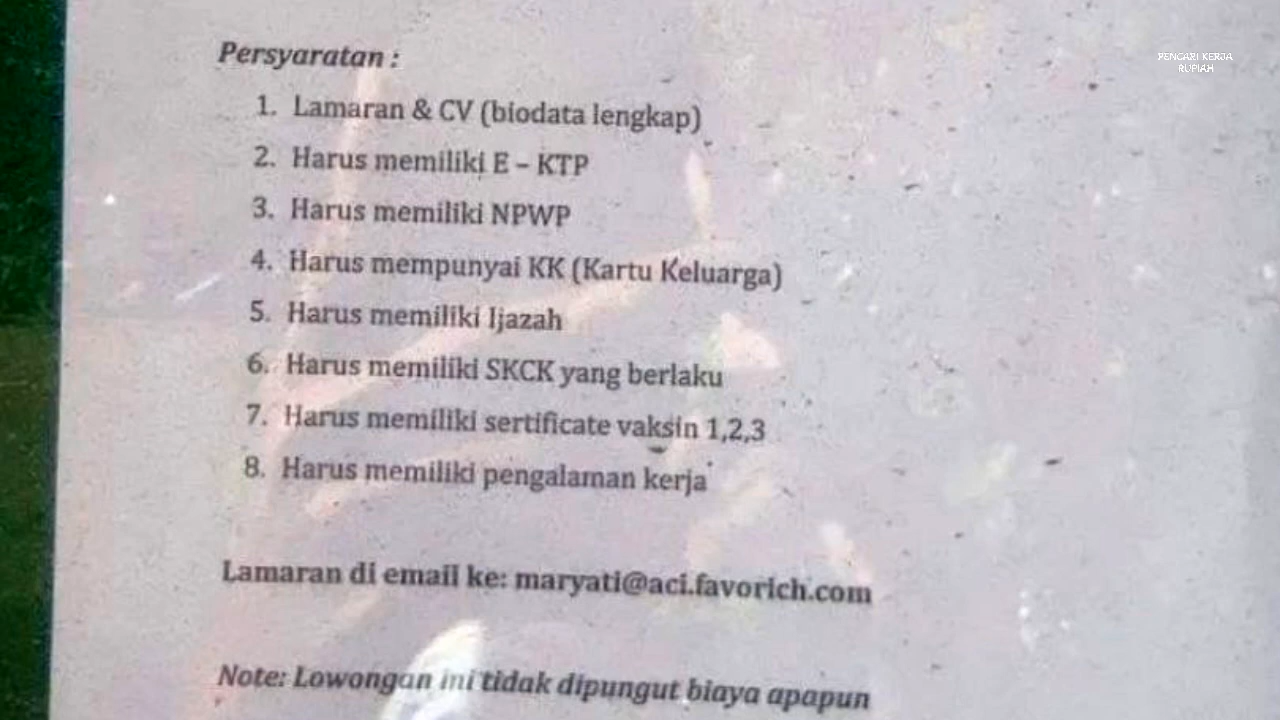 Persyaratan :
1. Lamaran & CV (biodata lengkap)
2. Harus memiliki E – KTP
3. Harus memiliki NPWP
4. Harus mempunyai KK (Kartu Keluarga)
5. Harus memiliki Ijazah
6. Harus memiliki SKCK yang berlaku
7. Harus memiliki sertificate vaksin 1,2,3
8. Harus memiliki pengalaman kerja
Lamaran di email ke: maryati@aci.favorich.com
Note: Lowongan ini tidak dipungut biaya apapun
PENCARI KERJA
RUPIAH